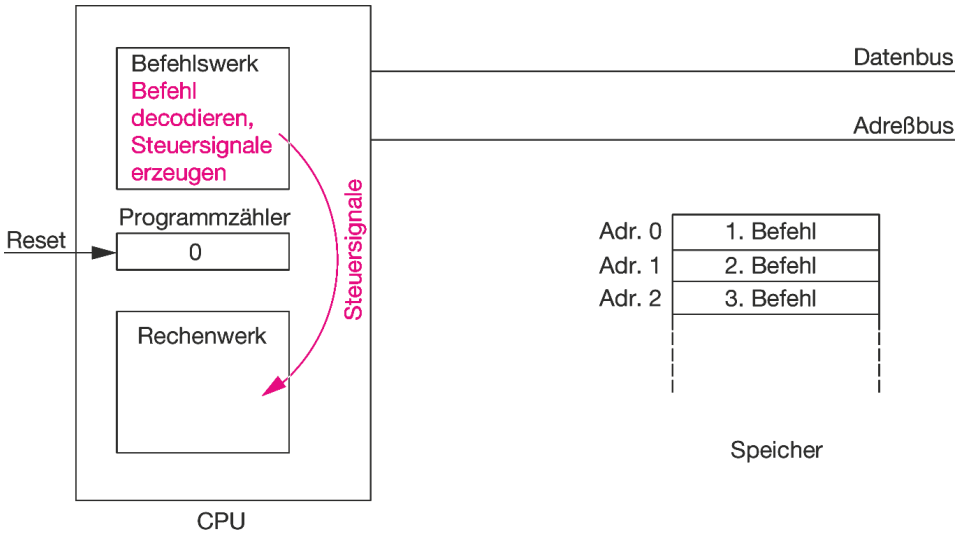 Befehlswerk
Befehl
decodieren,
Steuersignale
erzeugen
Programmzähler
Reset
0
Steuersignale
Rechenwerk
CPU
Datenbus
Adreßbus
Adr. 0 1. Befehl
Adr. 1 2. Befehl
Adr. 2 3. Befehl
Speicher